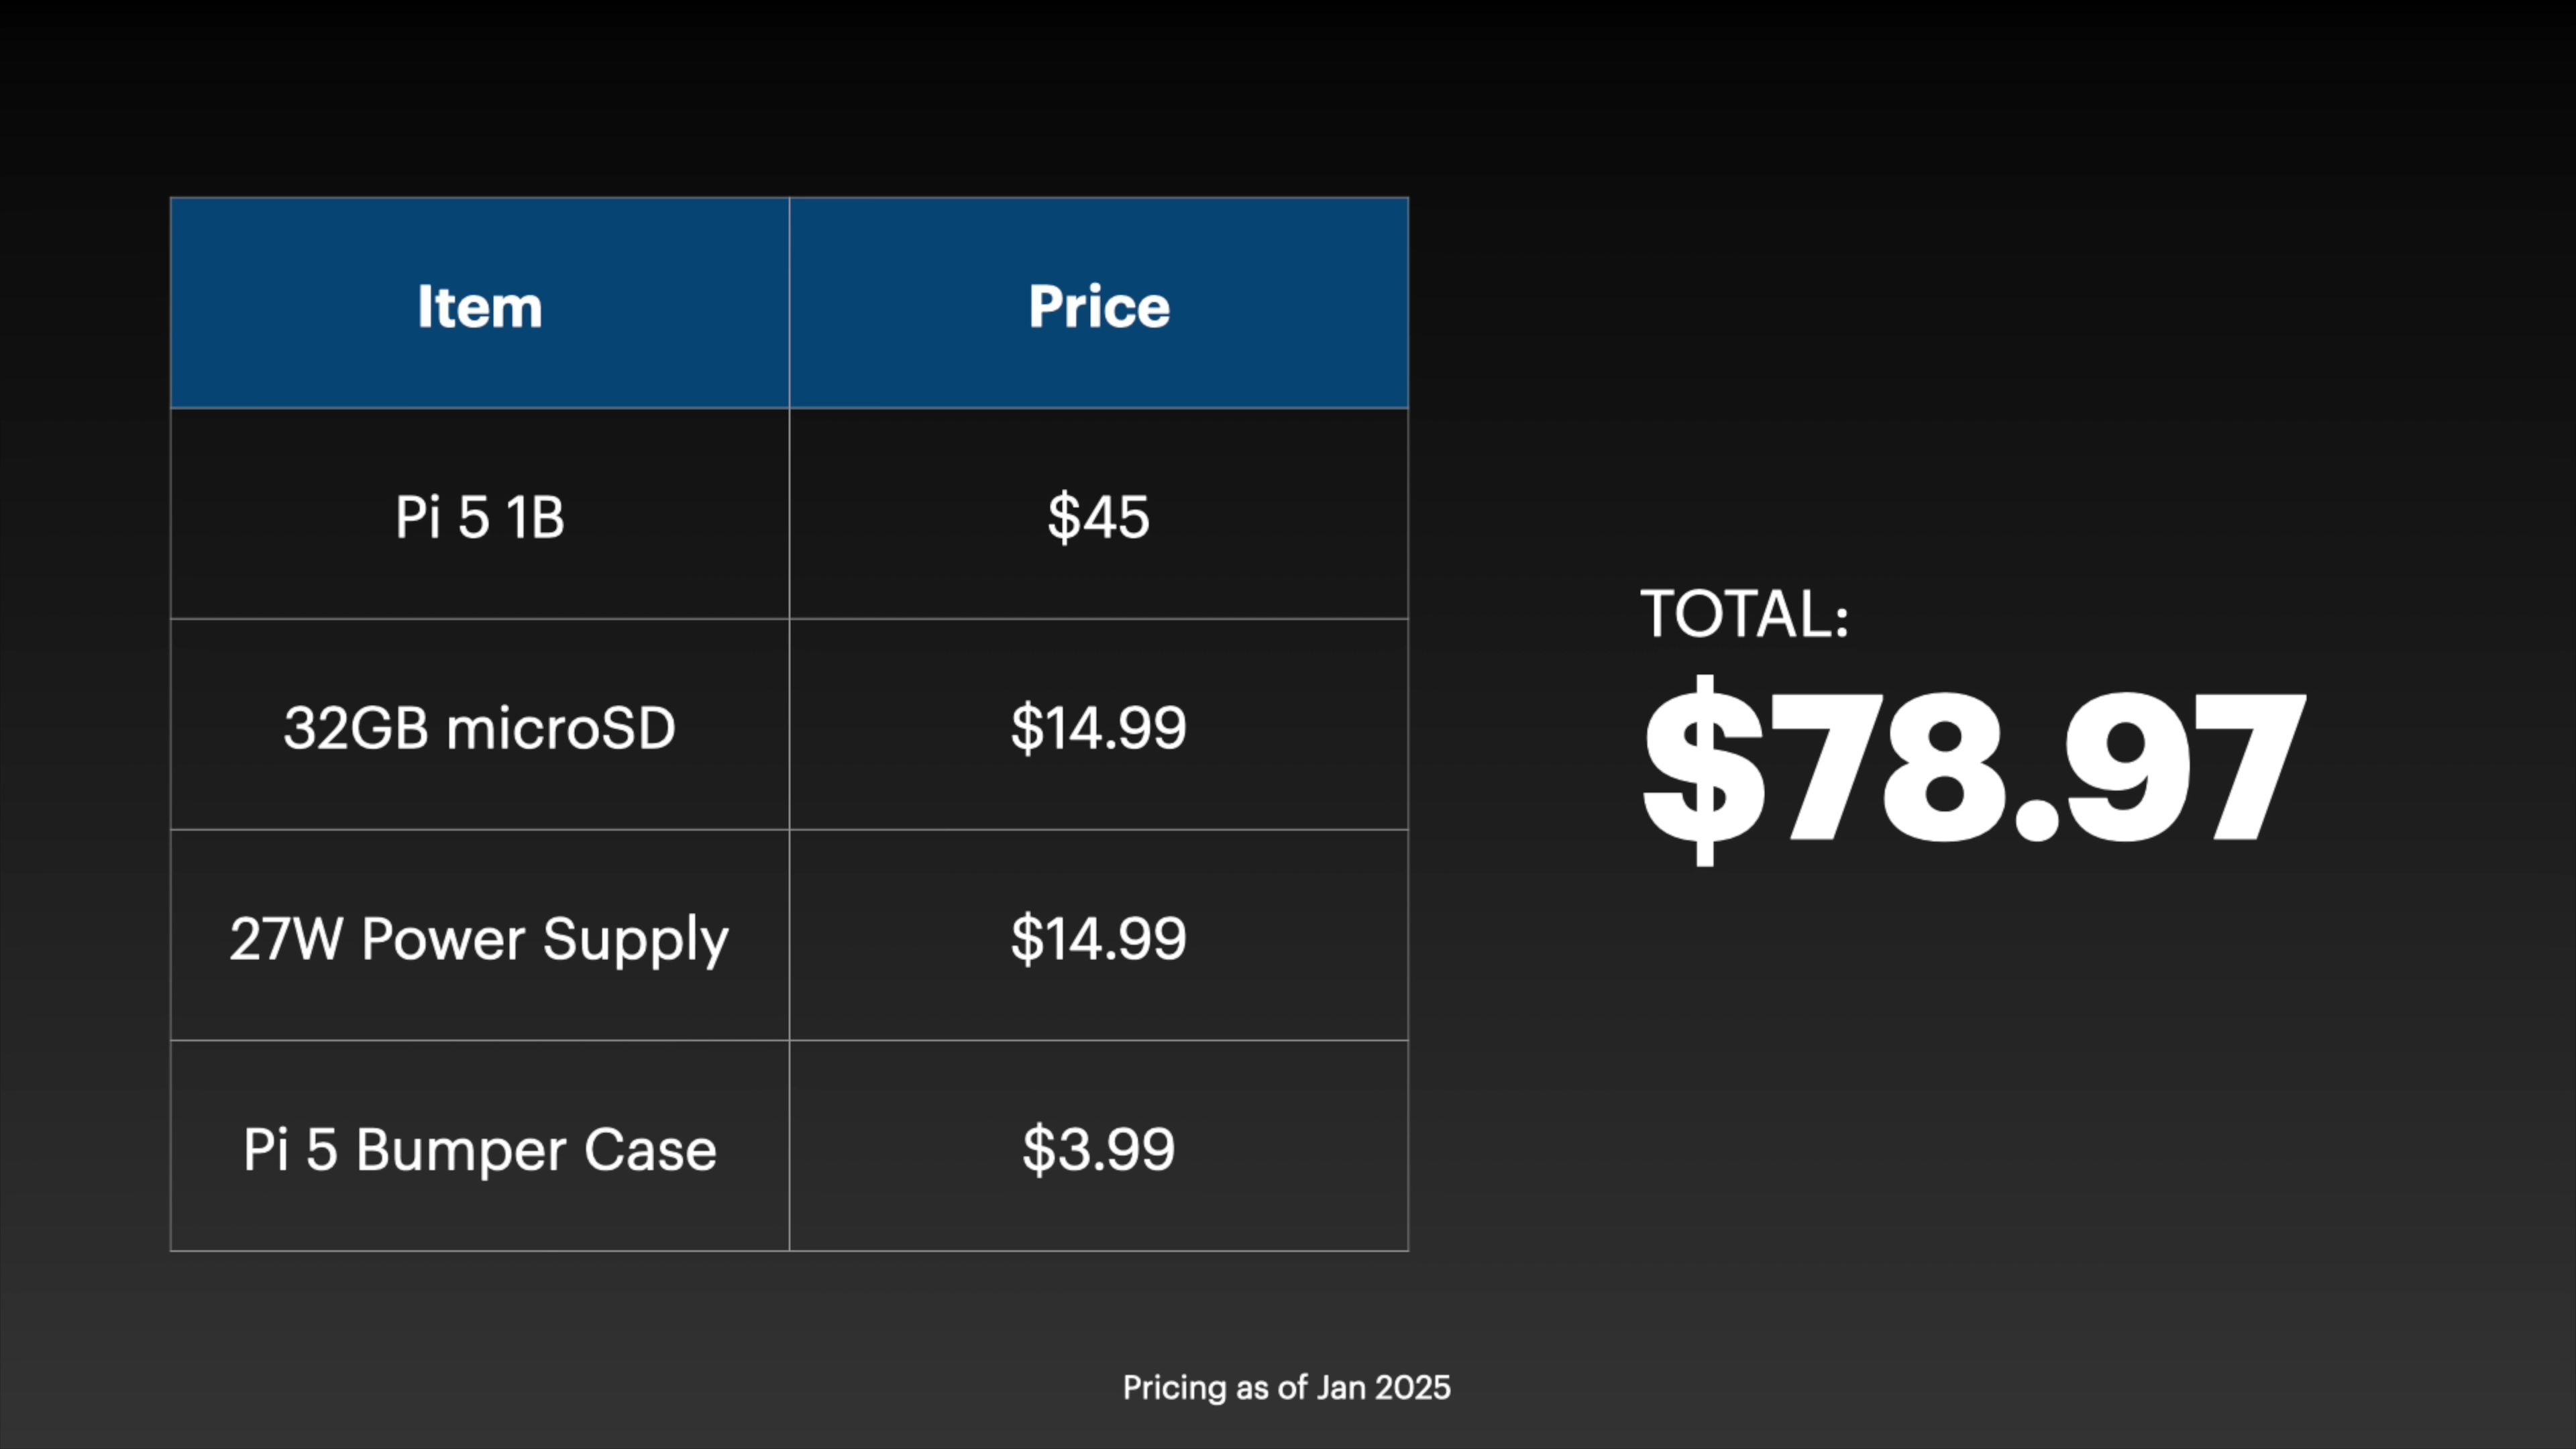 Item Price
Pi 5 1B $45
32GB microSD $14.99
27W Power Supply $14.99
Pi 5 Bumper Case $3.99
TOTAL:
$78.97
Pricing as of Jan 2025